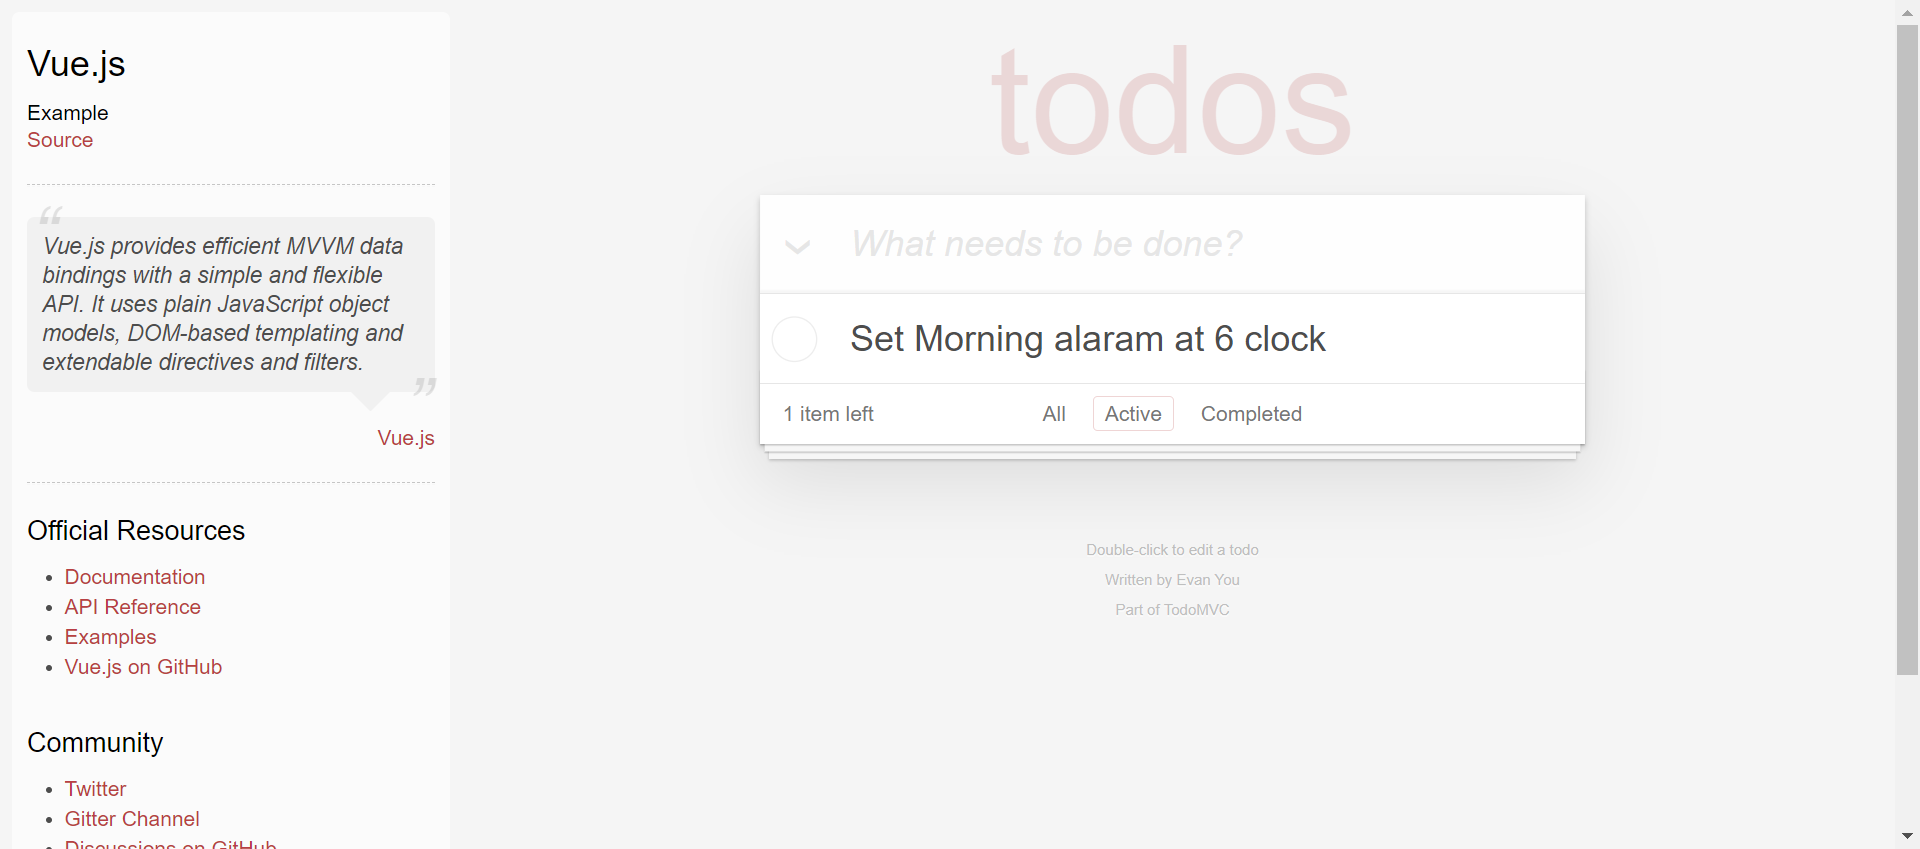 Vue.js
Example
Source
“
Vue.js provides efficient MVVM data
bindings with a simple and flexible
API. It uses plain JavaScript object
models, DOM-based templating and
extendable directives and filters.
”
Vue.js
Official Resources
• Documentation
• API Reference
• Examples
• Vue.js on GitHub
Community
• Twitter
• Gitter Channel
• Discussions on GitHub
todos
What needs to be done?
Set Morning alaram at 6 clock
1 item left
All
Active
Completed
Double-click to edit a todo
Written by Evan You
Part of TodoMVC